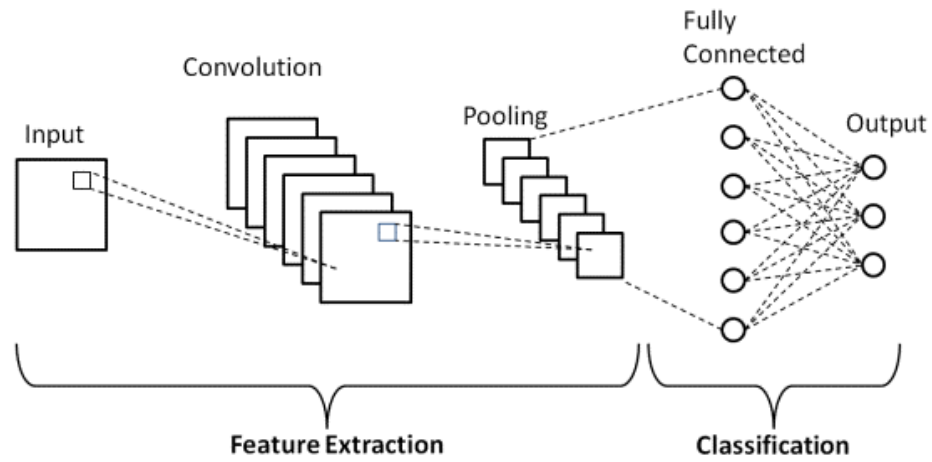 Input
Convolution
Pooling
Fully
Connected
Output
Feature Extraction
Classification